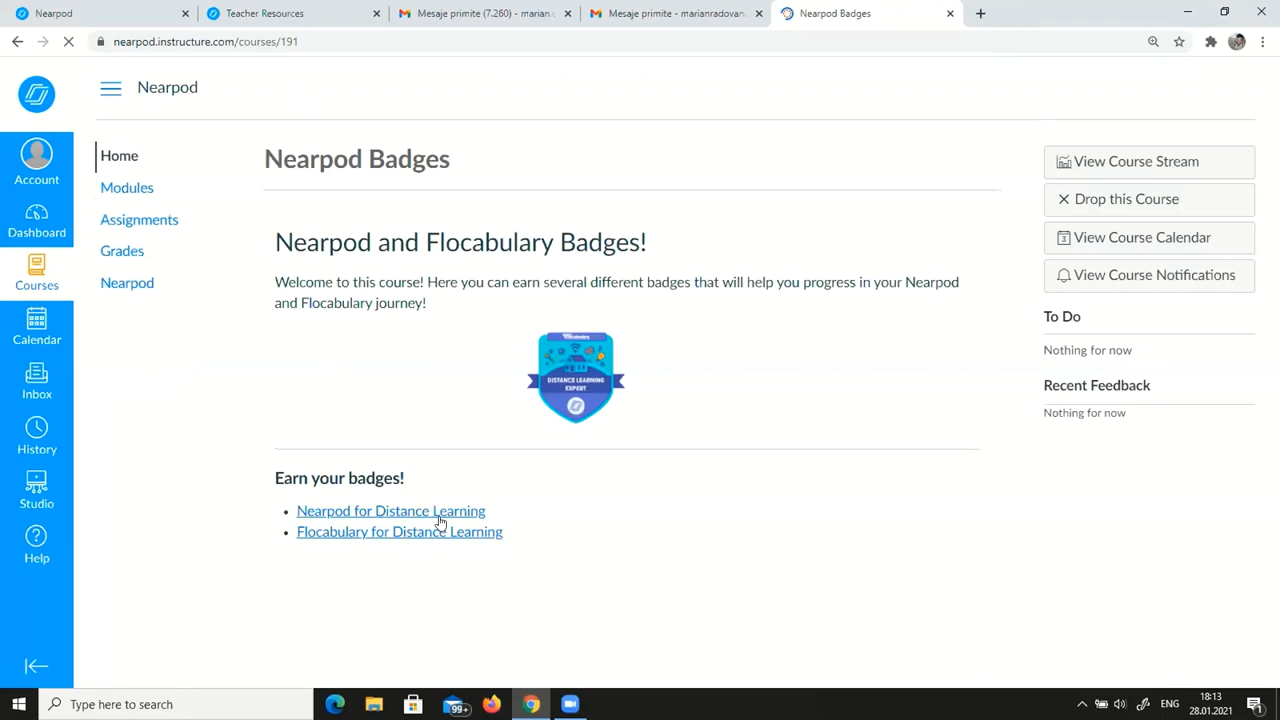 Nearpod
Teacher Resources
Mesaje primite (7.260) - marian.
Mesaje primite - marianradovan
Nearpod Badges
nearpod.instructure.com/courses/191
Nearpod
Account
Dashboard
Courses
Calendar
Inbox
History
Studio
Help
Home
Modules
Assignments
Grades
Nearpod
Nearpod Badges
Nearpod and Flocabulary Badges!
Welcome to this course! Here you can earn several different badges that will help you progress in your Nearpod
and Flocabulary journey!
DISTANCE LEARNING
EXPERT
Earn your badges!
Nearpod for Distance Learning
Flocabulary for Distance Learning
View Course Stream
Drop this Course
3 View Course Calendar
View Course Notifications
To Do
Nothing for now
Recent Feedback
Nothing for now
Type here to search
99+
ENG
18:13
28.01.2021
1